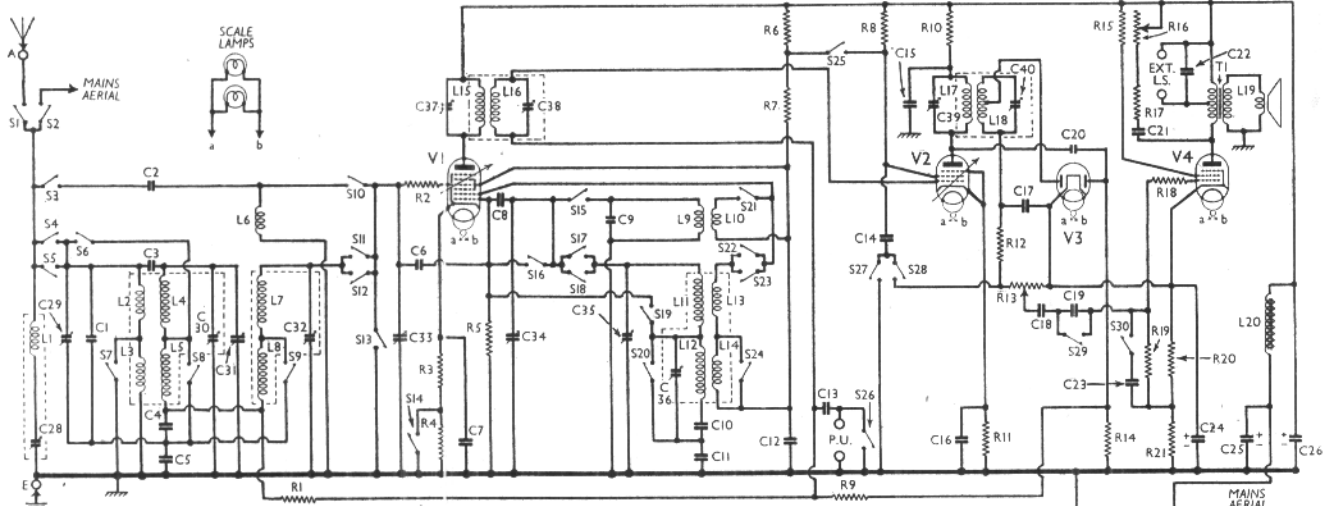 A
SCALE
LAMPS
MAINS
AERIAL
S1
S2
a
b
S3
C2
L6
S10
S4
S6
S5
C3
S11
S12
C29
L1
C1
L2
L4
L3
L5
S7
S8
C
30
C31
L7
L8
S9
C32
C28
C4
C5
E
R1
S13
C33
C6
R2
V1
a
b
C37
L15
L16
C38
C8
R5
C34
R3
R4
S14
C7
S15
S16
S17
S18
C9
C35
L9
L10
S21
S22
S23
L11
L13
S19
S20
L12
L14
S24
C
36
C10
C11
C12
R6
R7
S25
R8
C15
R10
L17
C39
L18
C40
C13
P.U.
S26
R9
C14
S27
S28
V2
a
b
C16
R11
R12
C17
C20
V3
a
b
R13
C18
C19
S29
S30
C23
R19
R20
R14
R21
R15
R16
EXT.
L.S.
C22
T1
L19
R17
C21
V4
R18
a
b
C24
C25
L20
C26
MAINS
AERIAL